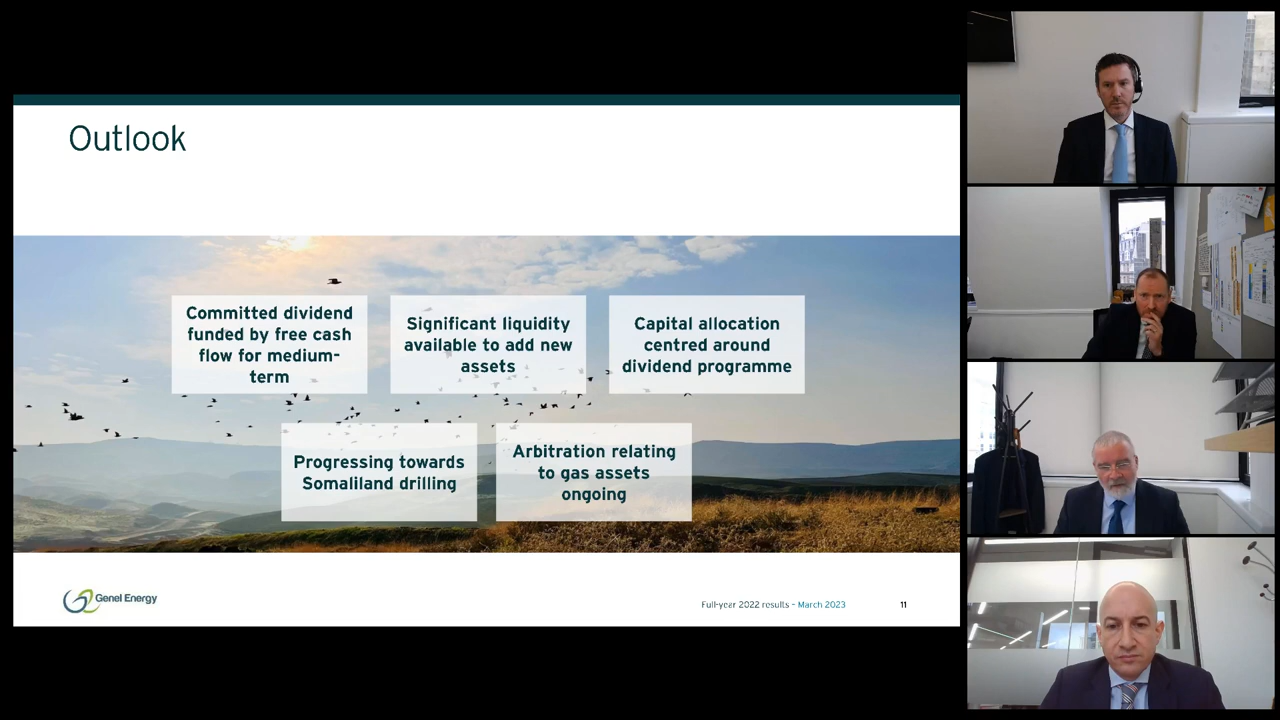 Outlook
Committed dividend
funded by free cash
flow for medium-
term
Significant liquidity
available to add new
assets
Capital allocation
centred around
dividend programme
Progressing towards
Somaliland drilling
Arbitration relating
to gas assets
ongoing
Genel Energy
Full-year 2022 results – March 2023
11